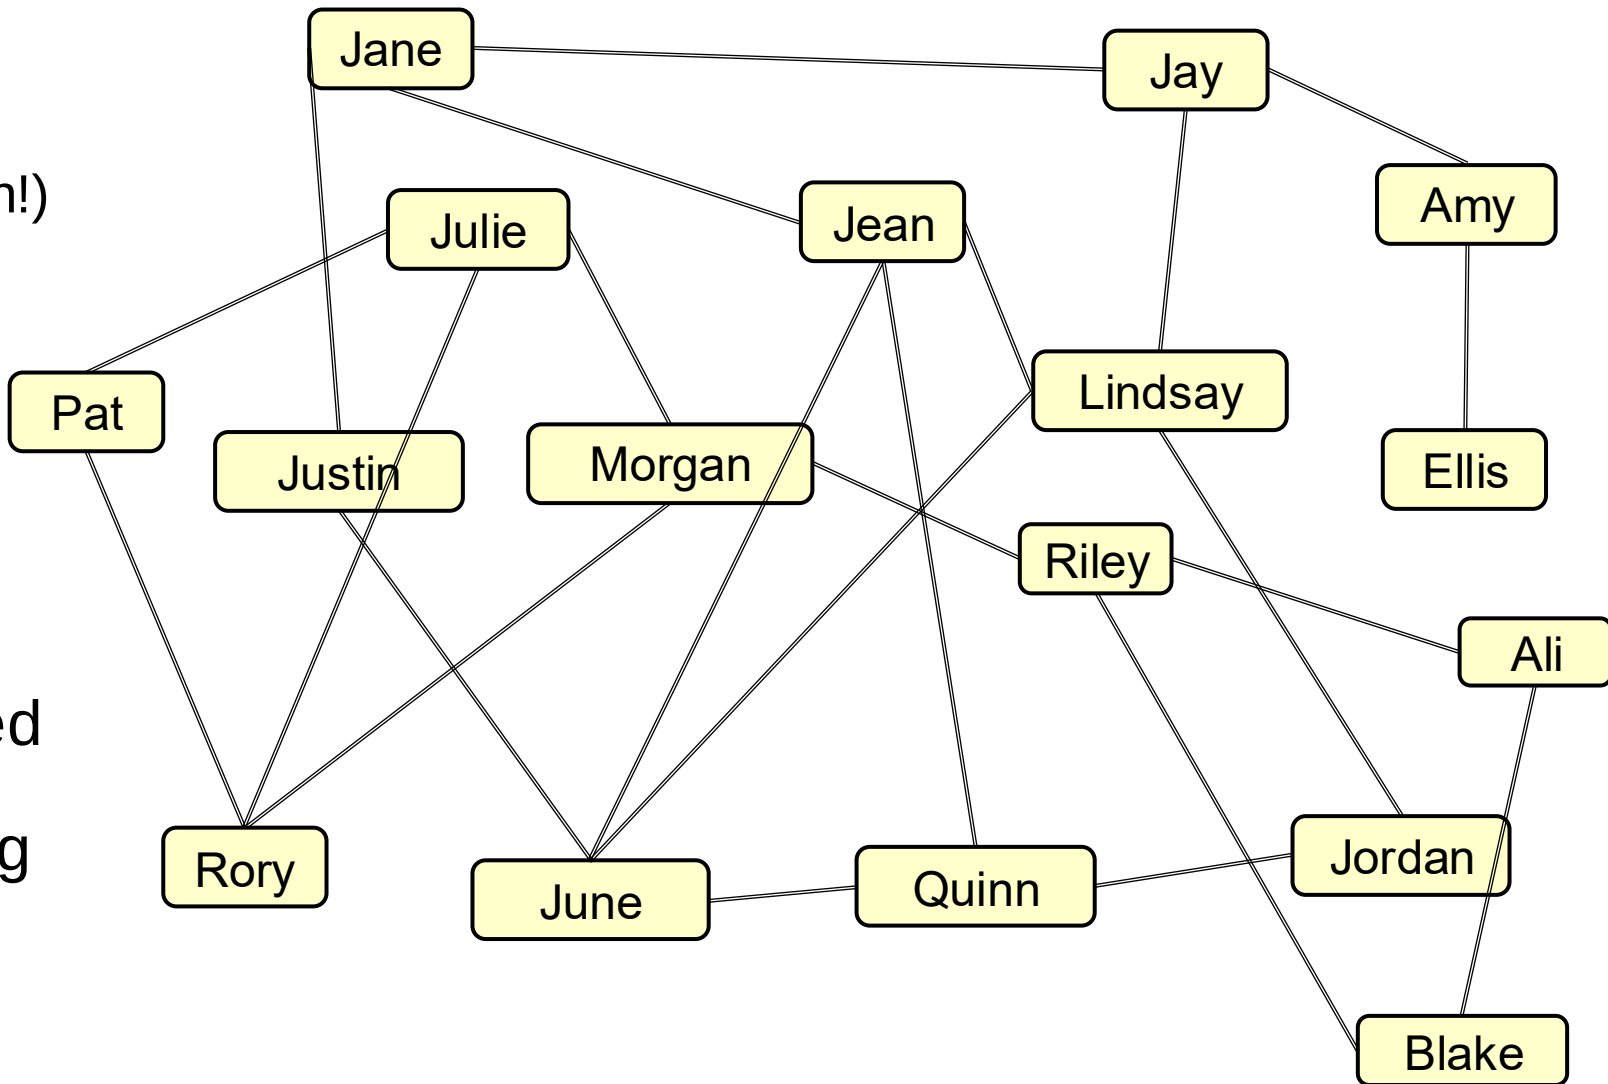 Jane
Jay
n!)
Julie
Jean
Amy
Pat
Justin
Morgan
Lindsay
Ellis
Riley
Ali
ed
g
Rory
June
Quinn
Jordan
Blake